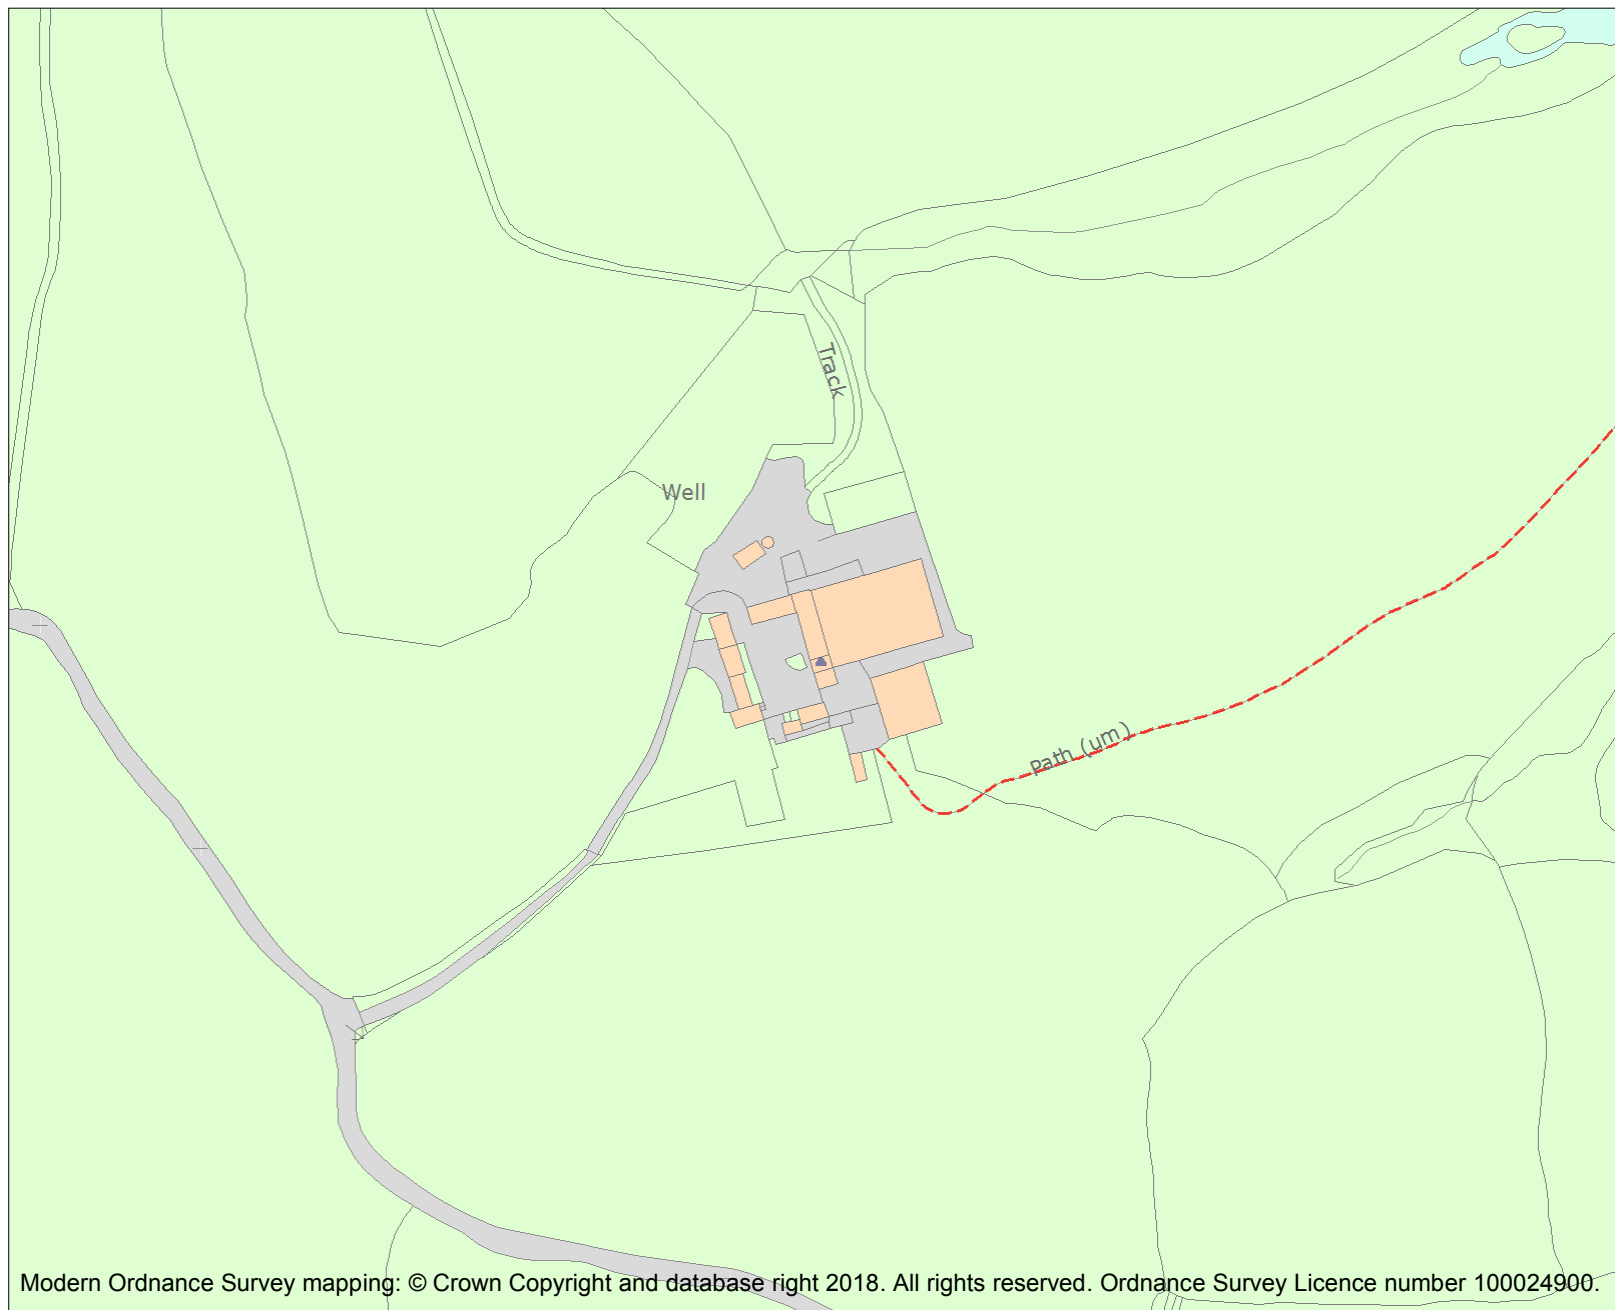 Track
Well
Path (um)
Modern Ordnance Survey mapping: © Crown Copyright and database right 2018. All rights reserved. Ordnance Survey Licence number 100024900.